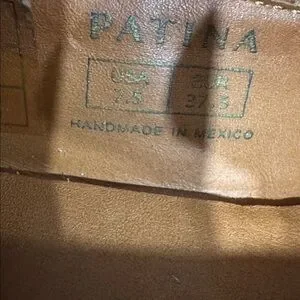 PATINA
USA EUR
7.5 37.5
HANDMADE IN MEXICO